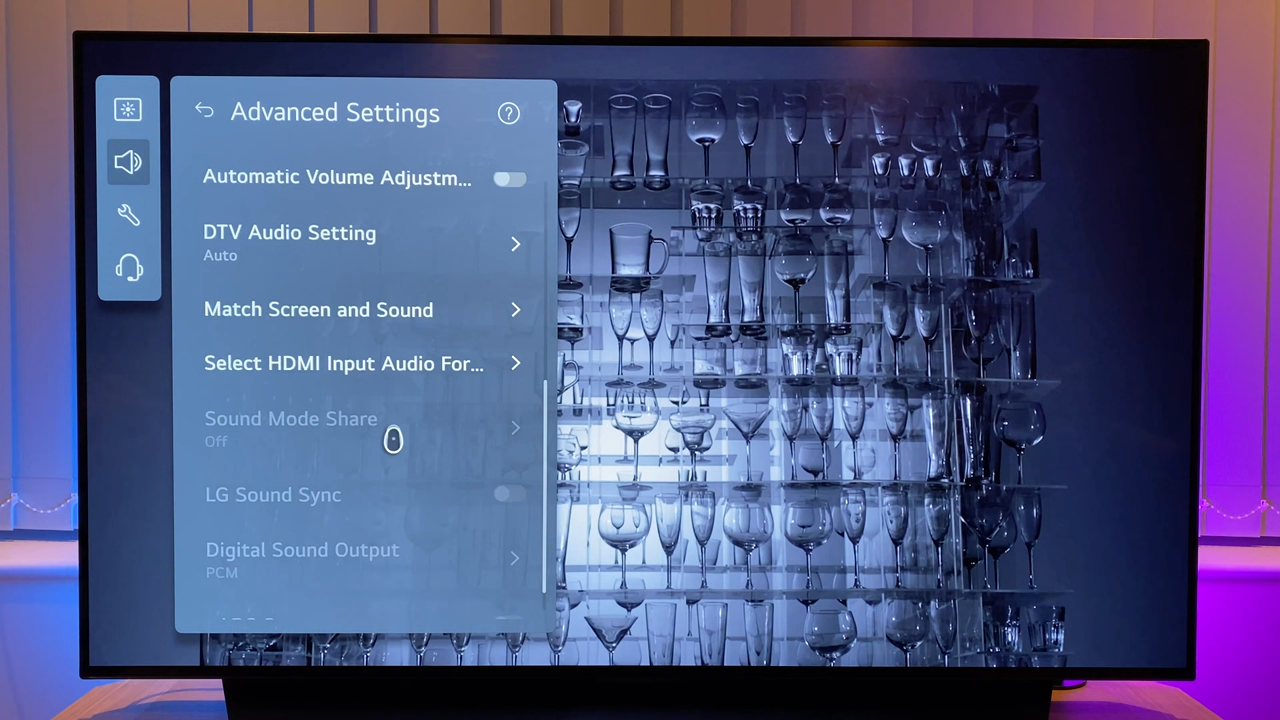 Advanced Settings
Automatic Volume Adjustm...
DTV Audio Setting
Auto
Match Screen and Sound
Select HDMI Input Audio For...
Sound Mode Share
Off
LG Sound Sync
Digital Sound Output
PCM